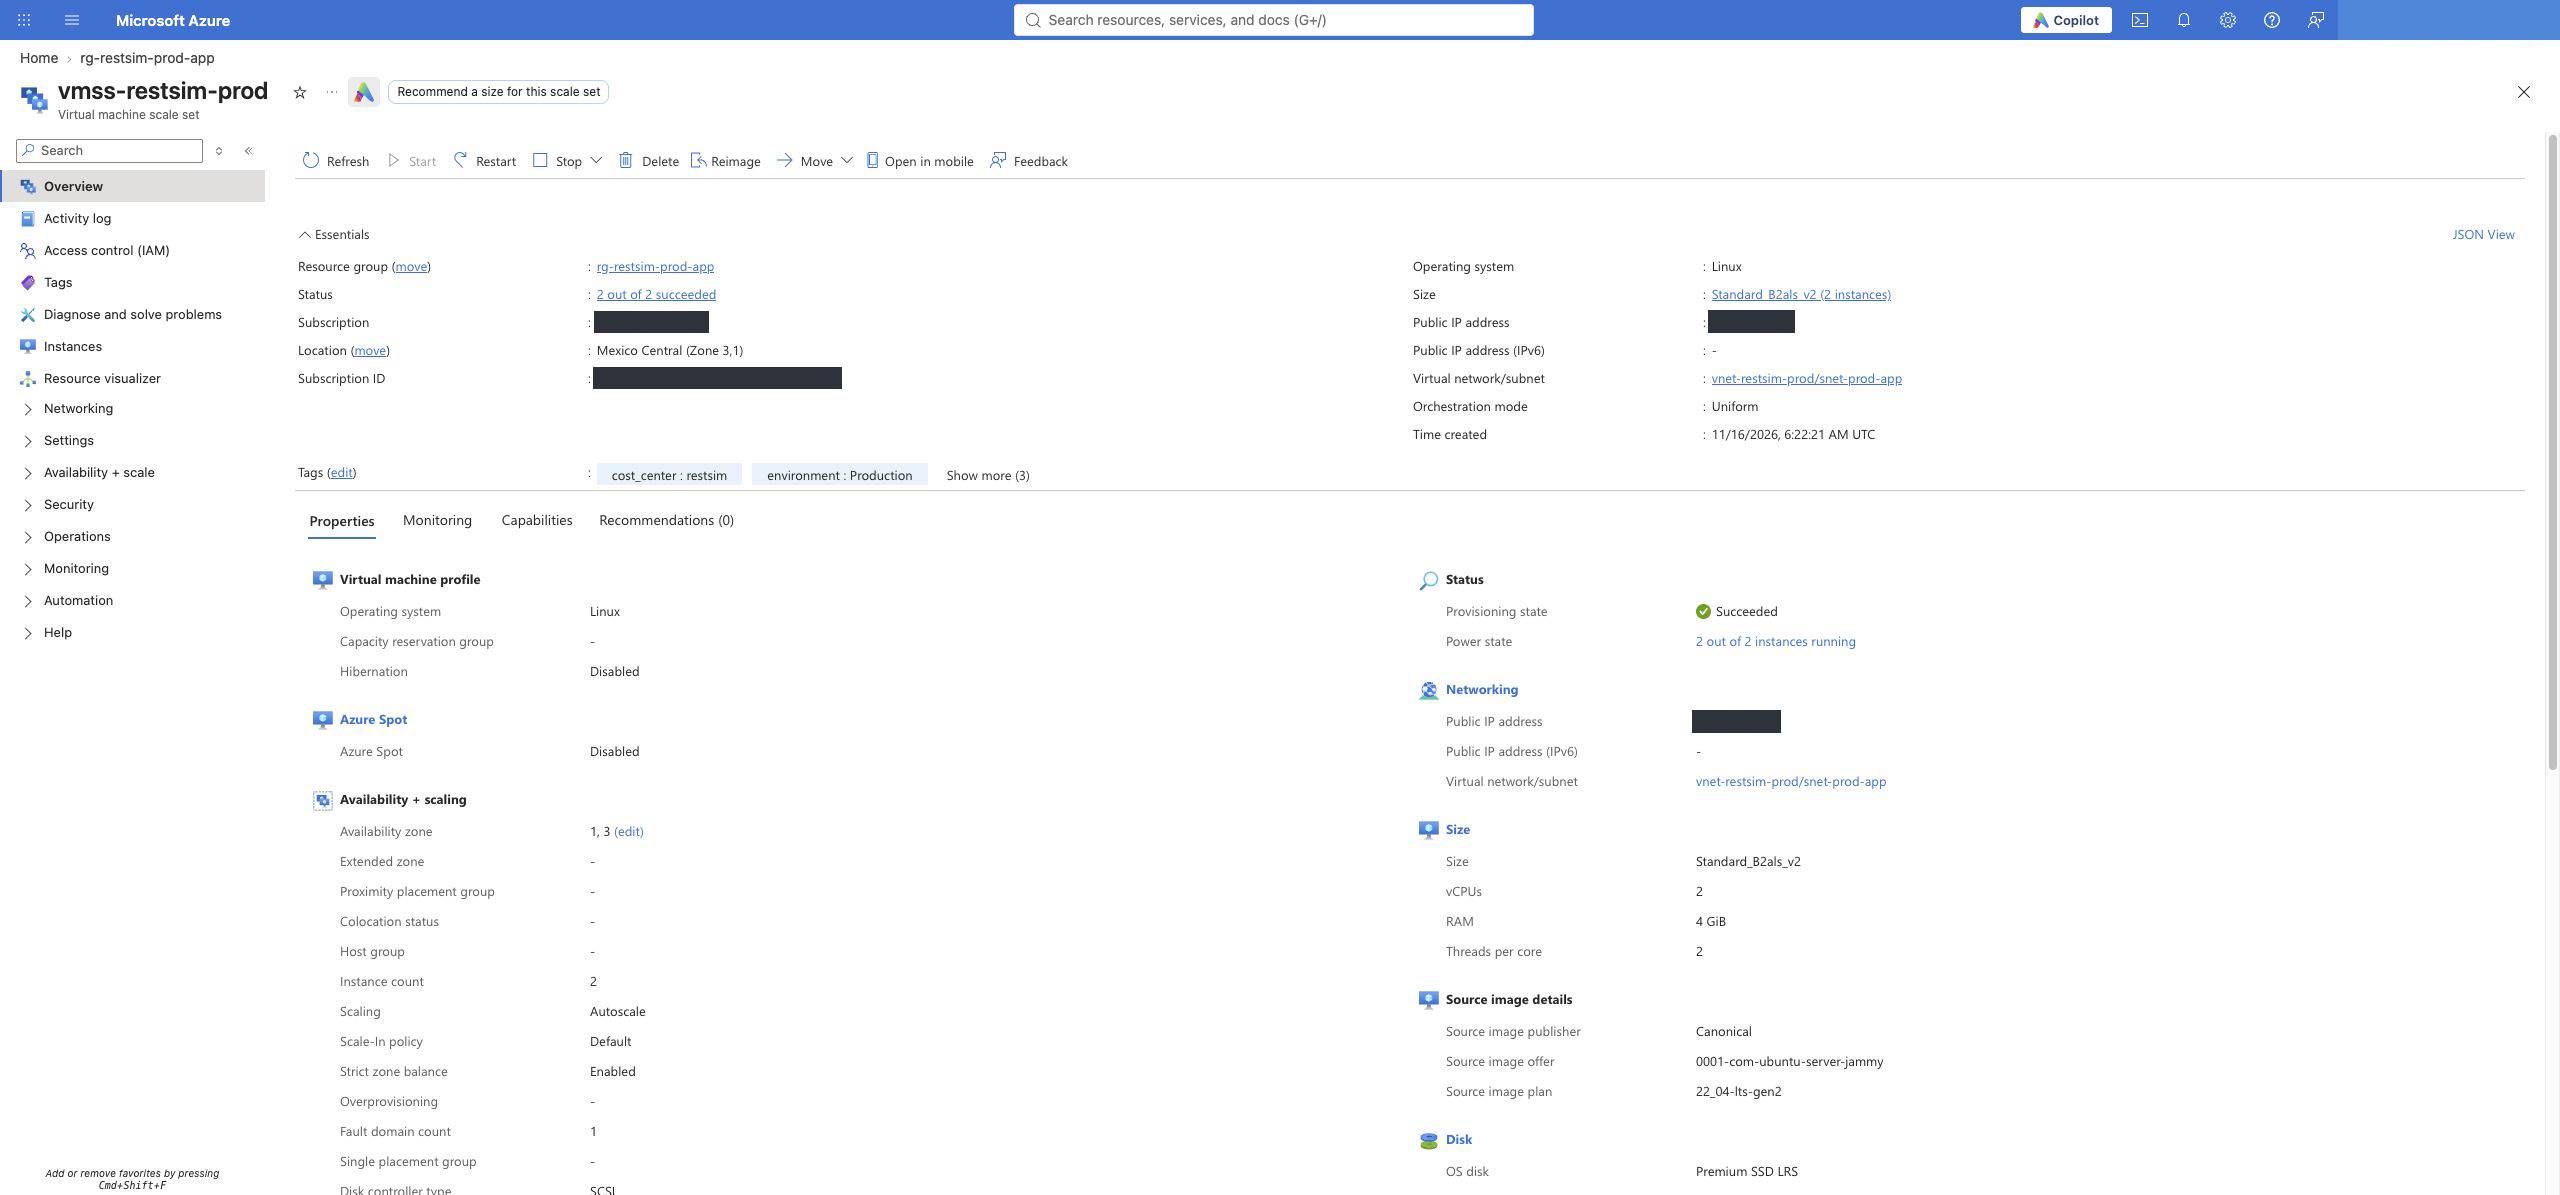 Microsoft Azure
Search resources, services, and docs (G+/)
Copilot
Home › rg-restsim-prod-app
vmss-restsim-prod
Recommend a size for this scale set
Virtual machine scale set
Search
Overview
Activity log
Access control (IAM)
Tags
Diagnose and solve problems
Instances
Resource visualizer
Networking
Settings
Availability + scale
Security
Operations
Monitoring
Automation
Help
Add or remove favorites by pressing
Cmd+Shift+F
Refresh Start Restart Stop Delete Reimage Move Open in mobile Feedback
Essentials
JSON View
Resource group (move) : rg-restsim-prod-app
Status : 2 out of 2 succeeded
Subscription :
Location (move) : Mexico Central (Zone 3,1)
Subscription ID :
Operating system : Linux
Size : Standard_B2als_v2 (2 instances)
Public IP address :
Public IP address (IPv6) : -
Virtual network/subnet : vnet-restsim-prod/snet-prod-app
Orchestration mode : Uniform
Time created : 11/16/2026, 6:22:21 AM UTC
Tags (edit) : cost_center : restsim environment : Production Show more (3)
Properties Monitoring Capabilities Recommendations (0)
Virtual machine profile
Operating system Linux
Capacity reservation group -
Hibernation Disabled
Azure Spot
Azure Spot Disabled
Availability + scaling
Availability zone 1, 3 (edit)
Extended zone -
Proximity placement group -
Colocation status -
Host group -
Instance count 2
Scaling Autoscale
Scale-In policy Default
Strict zone balance Enabled
Overprovisioning -
Fault domain count 1
Single placement group -
Disk controller type SCSI
Status
Provisioning state Succeeded
Power state 2 out of 2 instances running
Networking
Public IP address
Public IP address (IPv6) -
Virtual network/subnet vnet-restsim-prod/snet-prod-app
Size
Size Standard_B2als_v2
vCPUs 2
RAM 4 GiB
Threads per core 2
Source image details
Source image publisher Canonical
Source image offer 0001-com-ubuntu-server-jammy
Source image plan 22_04-lts-gen2
Disk
OS disk Premium SSD LRS